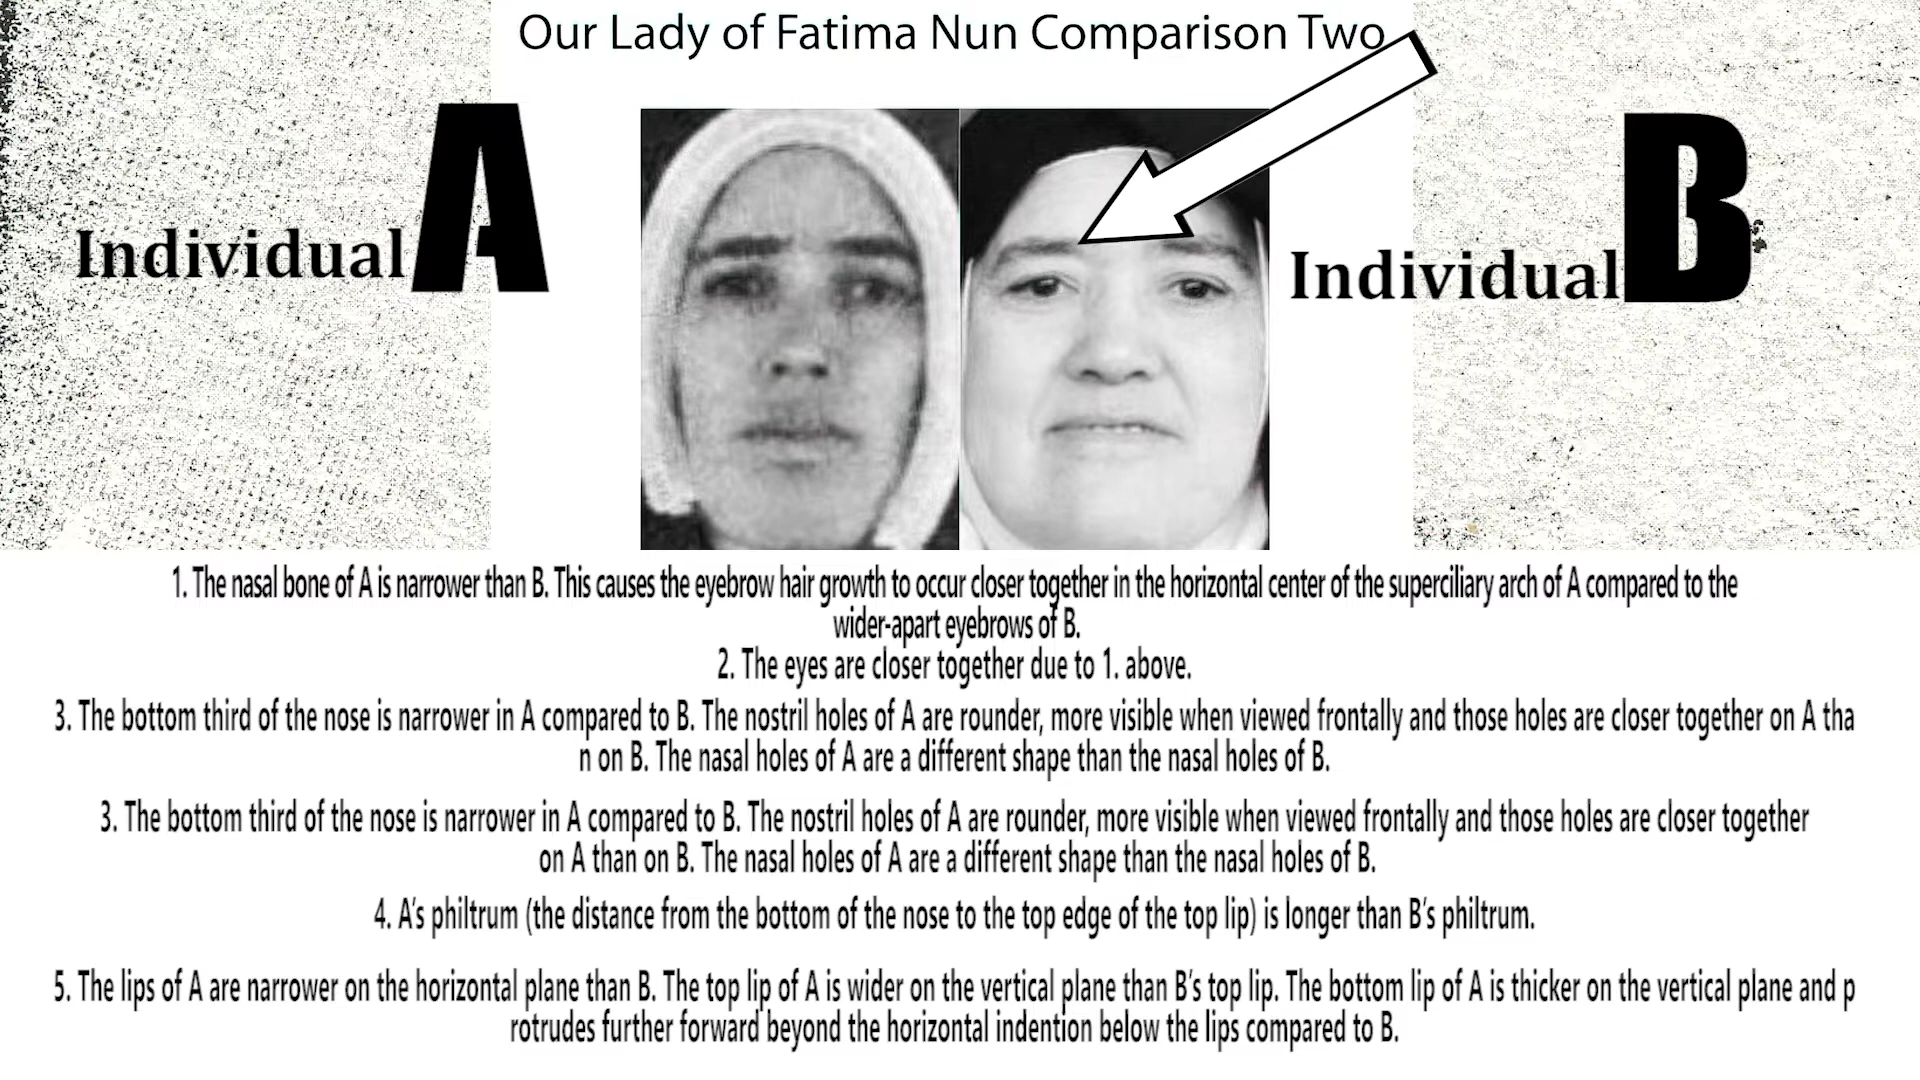 Our Lady of Fatima Nun Comparison Two
Individual A
Individual B
1. The nasal bone of A is narrower than B. This causes the eyebrow hair growth to occur closer together in the horizontal center of the superciliary arch of A compared to the
wider-apart eyebrows of B.
2. The eyes are closer together due to 1. above.
3. The bottom third of the nose is narrower in A compared to B. The nostril holes of A are rounder, more visible when viewed frontally and those holes are closer together on A tha
n on B. The nasal holes of A are a different shape than the nasal holes of B.
3. The bottom third of the nose is narrower in A compared to B. The nostril holes of A are rounder, more visible when viewed frontally and those holes are closer together
on A than on B. The nasal holes of A are a different shape than the nasal holes of B.
4. A's philtrum (the distance from the bottom of the nose to the top edge of the top lip) is longer than B's philtrum.
5. The lips of A are narrower on the horizontal plane than B. The top lip of A is wider on the vertical plane than B's top lip. The bottom lip of A is thicker on the vertical plane and p
rotrudes further forward beyond the horizontal indention below the lips compared to B.